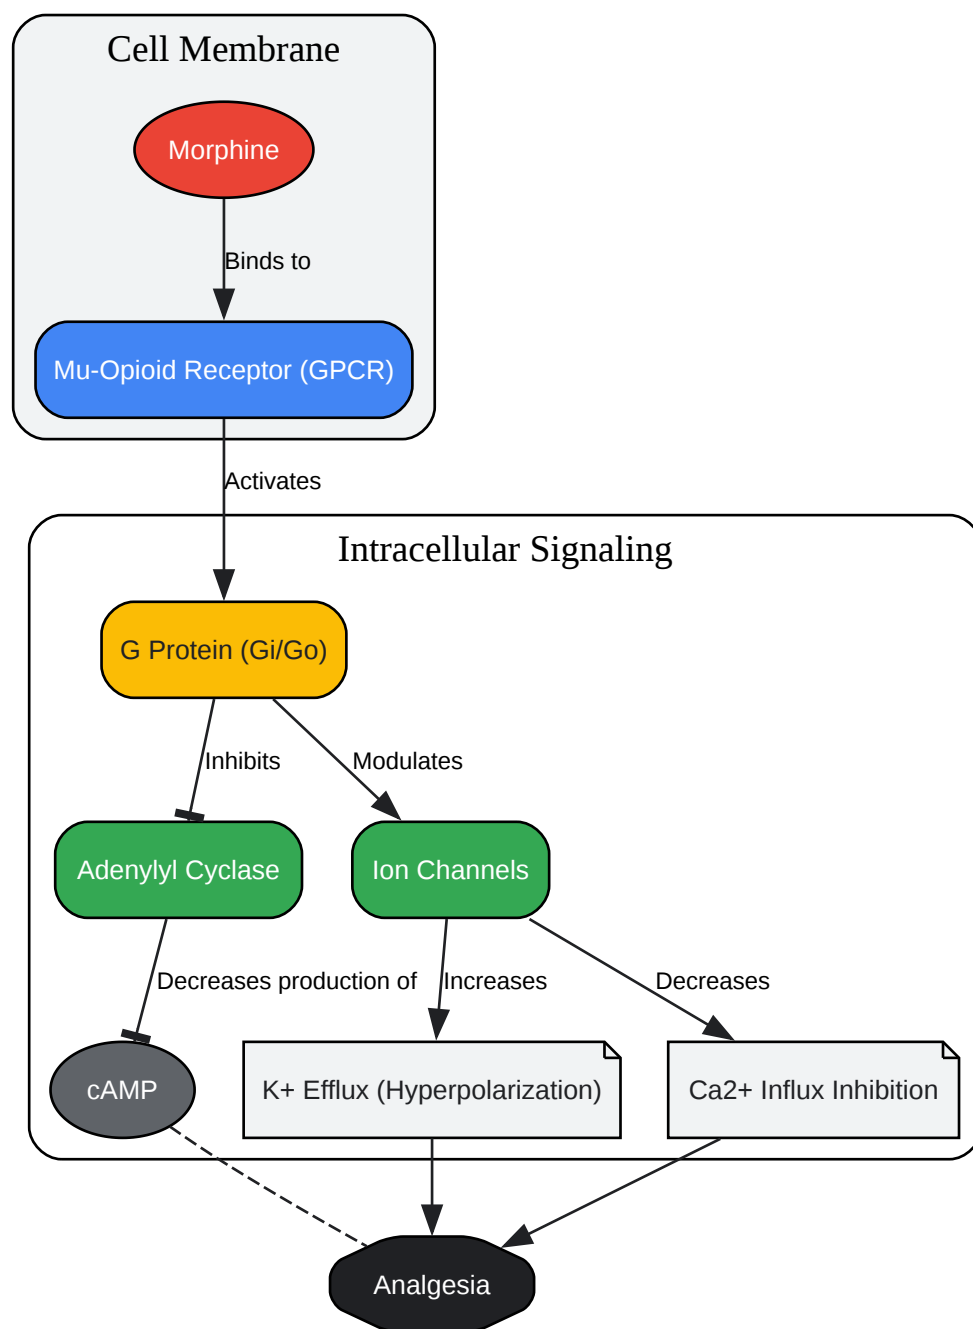 Cell Membrane
Morphine
Binds to
Mu-Opioid Receptor (GPCR)
Activates
Intracellular Signaling
G Protein (Gi/Go)
Inhibits
Modulates
Adenylyl Cyclase
Ion Channels
Decreases production of
Increases
Decreases
cAMP
K+ Efflux (Hyperpolarization)
Ca2+ Influx Inhibition
Analgesia